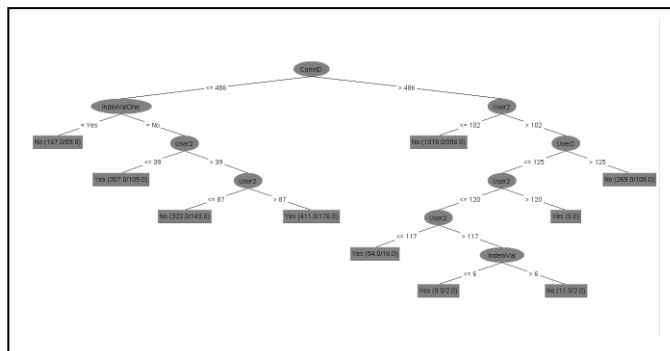 ConnID
<= 486 > 486
IndexValOne User2
= Yes = No <= 102 > 102
No (167.0/59.0) User2 No (1018.0/356.0) User2
<= 39 > 39 <= 125 > 125
Yes (307.0/109.0) User2 User2 No (269.0/108.0)
<= 87 > 87 <= 120 > 120
No (322.0/143.0) Yes (411.0/176.0) User2 Yes (9.0)
<= 117 > 117
Yes (54.0/16.0) IndexVal
<= 6 > 6
Yes (8.0/2.0) No (11.0/2.0)